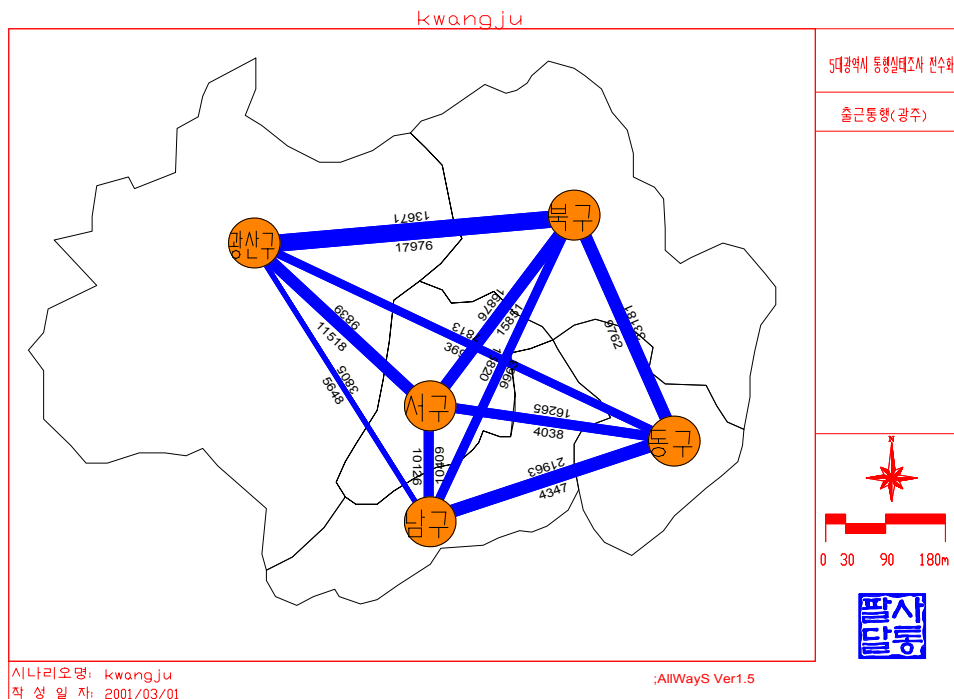 kwangju
5대광역시 통행실태조사 전수화
출근통행(광주)
북구
광산구
13671
17976
9839
11518
3805
5648
16876
9762
서구
16265
4038
동구
10126
21963
4347
남구
N
0 30 90 180m
팔사
달통
시나리오명: kwangju
작 성 일 자: 2001/03/01
;AllWayS Ver1.5